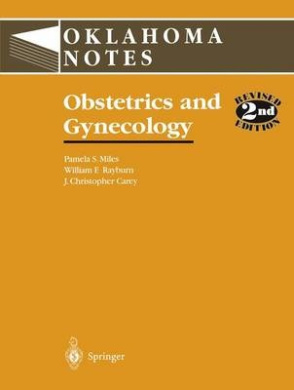 OKLAHOMA
NOTES
Obstetrics and
Gynecology
REVISED
2nd
EDITION
Pamela S. Miles
William F. Rayburn
J. Christopher Carey
Springer